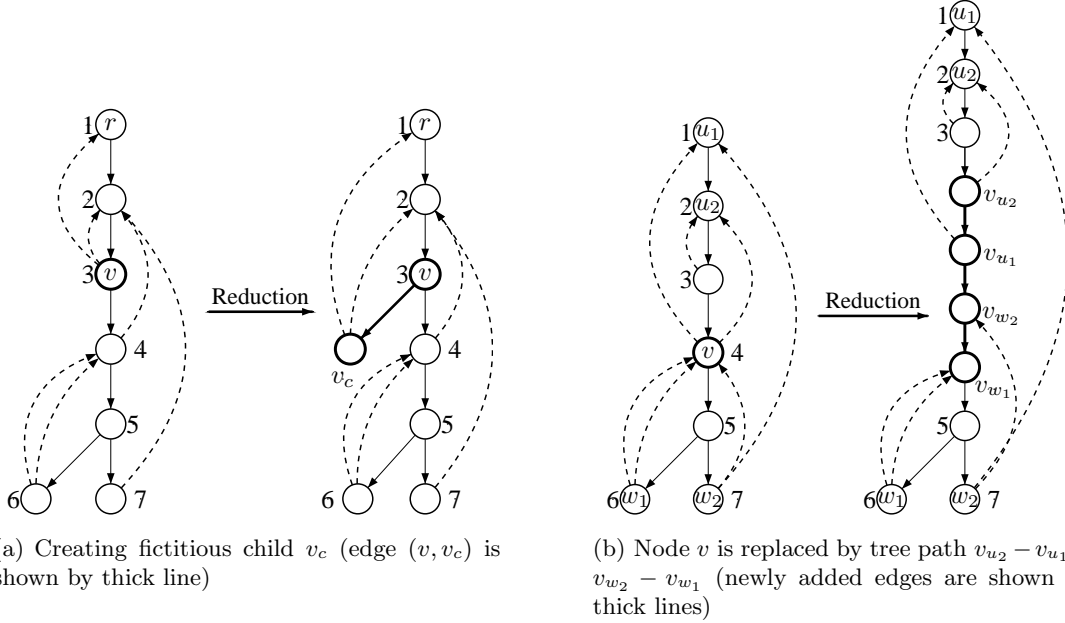 1 r
2
3 v
4
5
6
7
Reduction
1 r
2
3 v
v_c
4
5
6
7
a) Creating fictitious child v_c (edge (v, v_c) is
shown by thick line)
1 u_1
2 u_2
3
v 4
5
6 w_1
w_2 7
Reduction
1 u_1
2 u_2
3
v_{u_2}
v_{u_1}
v_{w_2}
v_{w_1}
5
6 w_1
w_2 7
(b) Node v is replaced by tree path v_{u_2} − v_{u_1}
v_{w_2} − v_{w_1} (newly added edges are shown
thick lines)